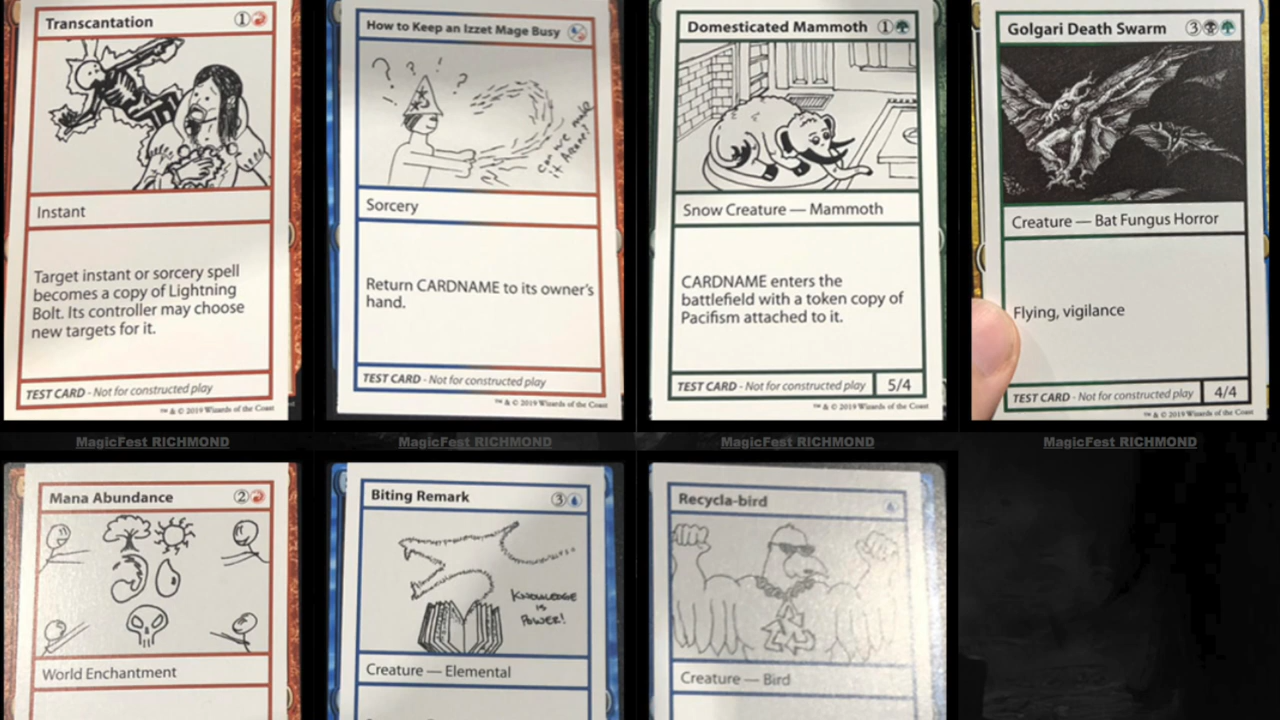 Transcantation 1
Instant
Target instant or sorcery spell
becomes a copy of Lightning
Bolt. Its controller may choose
new targets for it.
TEST CARD - Not for constructed play
™ & © 2019 Wizards of the Coast
How to Keep an Izzet Mage Busy
? ? ?
can we make
it Arcane?
Sorcery
Return CARDNAME to its owner's
hand.
TEST CARD - Not for constructed play
™ & © 2019 Wizards of the Coast
Domesticated Mammoth 1
Snow Creature — Mammoth
CARDNAME enters the
battlefield with a token copy of
Pacifism attached to it.
TEST CARD - Not for constructed play 5/4
™ & © 2019 Wizards of the Coast
Golgari Death Swarm 3
Creature — Bat Fungus Horror
Flying, vigilance
TEST CARD - Not for constructed play 4/4
™ & © 2019 Wizards of the Coast
MagicFest RICHMOND
MagicFest RICHMOND
MagicFest RICHMOND
MagicFest RICHMOND
Mana Abundance 2
World Enchantment
Biting Remark 3
KNOWLEDGE
IS
POWER!
Creature — Elemental
Recycla-bird
Creature — Bird